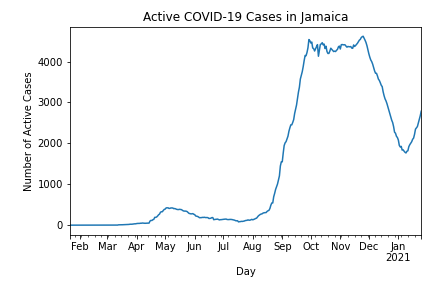 Active COVID-19 Cases in Jamaica
Number of Active Cases
4000
3000
2000
1000
0
Feb Mar Apr May Jun Jul Aug Sep Oct Nov Dec Jan
2021
Day